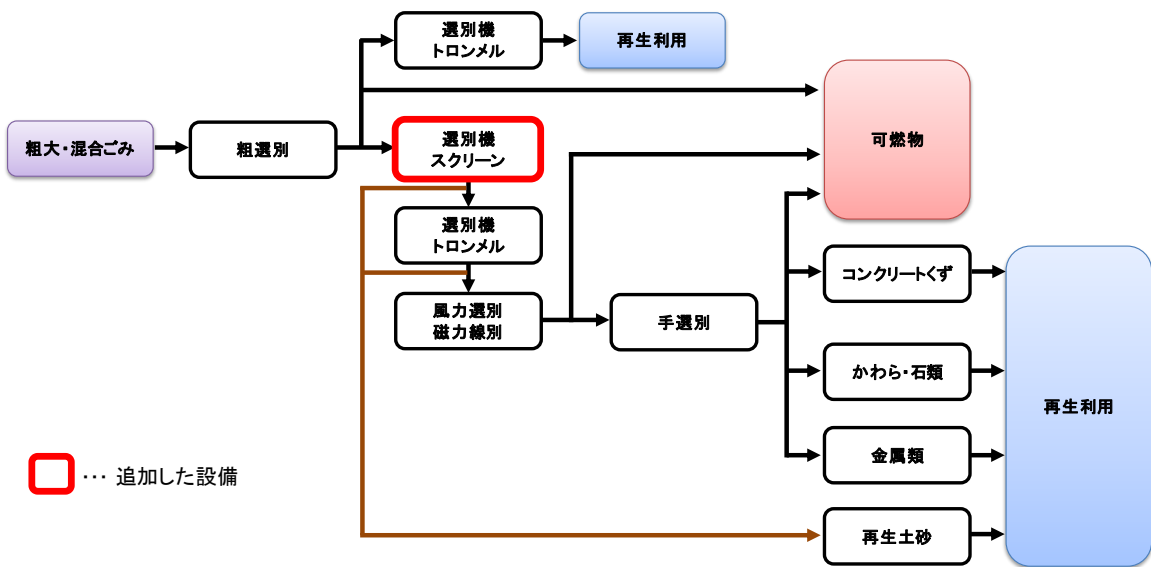 選別機
トロンメル
再生利用
粗大・混合ごみ
粗選別
選別機
スクリーン
可燃物
選別機
トロンメル
風力選別
磁力線別
手選別
コンクリートくず
かわら・石類
再生利用
金属類
再生土砂
… 追加した設備